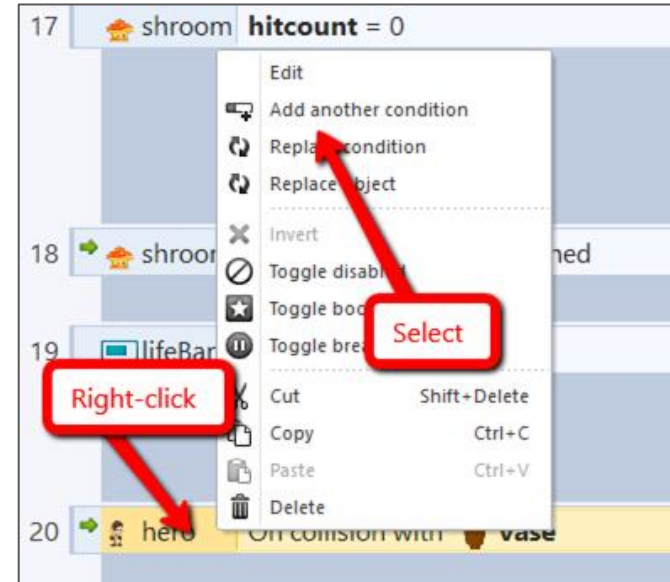 17 shroom hitcount = 0
Edit
Add another condition
Replace condition
Replace object
18 shroom ned
Invert
Toggle disabled
Toggle
Select
19 lifeBar
Toggle
Right-click
Cut Shift+Delete
Copy Ctrl+C
Paste Ctrl+V
Delete
20 hero On collision with vase